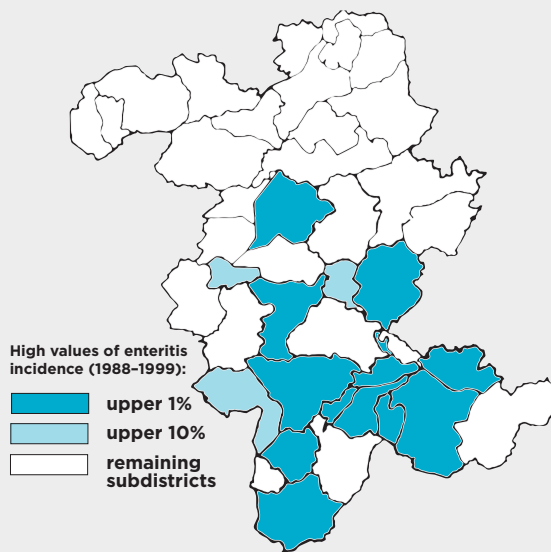 High values of enteritis
incidence (1988–1999):
upper 1%
upper 10%
remaining
subdistricts